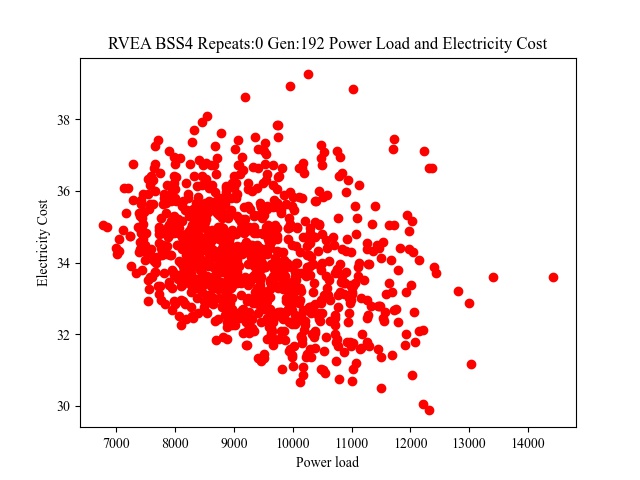 RVEA BSS4 Repeats:0 Gen:192 Power Load and Electricity Cost
38
36
34
32
30
Electricity Cost
7000 8000 9000 10000 11000 12000 13000 14000
Power load